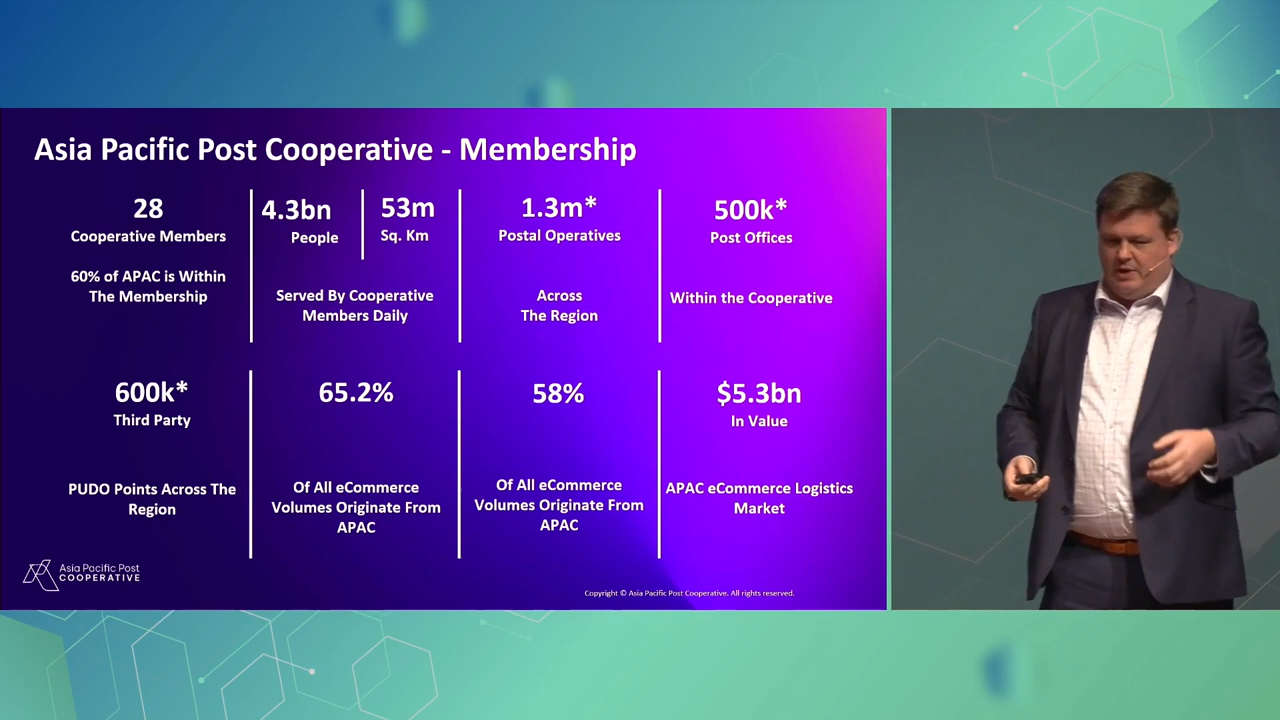 Asia Pacific Post Cooperative - Membership
28
Cooperative Members
60% of APAC is Within
The Membership
4.3bn
People
53m
Sq. Km
Served By Cooperative
Members Daily
1.3m*
Postal Operatives
Across
The Region
500k*
Post Offices
Within the Cooperative
600k*
Third Party
PUDO Points Across The
Region
65.2%
Of All eCommerce
Volumes Originate From
APAC
58%
Of All eCommerce
Volumes Originate From
APAC
$5.3bn
In Value
APAC eCommerce Logistics
Market
Asia Pacific Post
COOPERATIVE
Copyright © Asia Pacific Post Cooperative. All rights reserved.